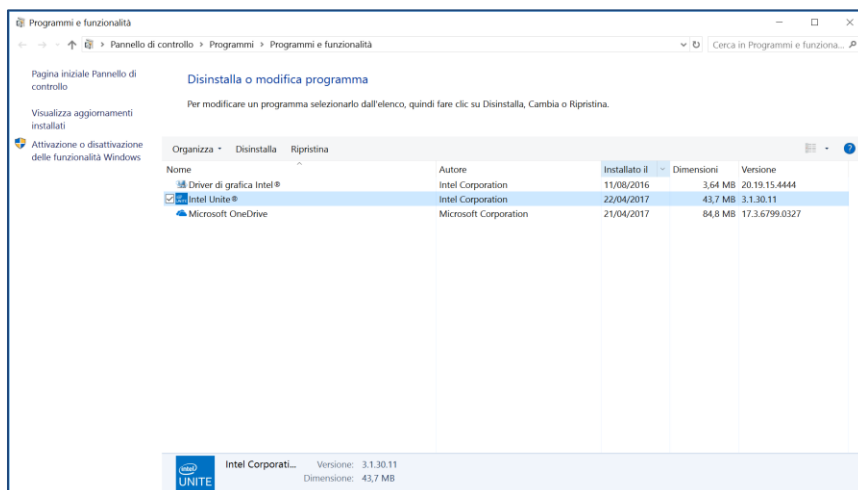 Programmi e funzionalità
Pannello di controllo > Programmi > Programmi e funzionalità
Cerca in Programmi e funziona...
Pagina iniziale Pannello di
controllo
Visualizza aggiornamenti
installati
Attivazione o disattivazione
delle funzionalità Windows
Disinstalla o modifica programma
Per modificare un programma selezionarlo dall'elenco, quindi fare clic su Disinstalla, Cambia o Ripristina.
Organizza Disinstalla Ripristina
Nome Autore Installato il Dimensioni Versione
Driver di grafica Intel® Intel Corporation 11/08/2016 3,64 MB 20.19.15.4444
Intel Unite® Intel Corporation 22/04/2017 43,7 MB 3.1.30.11
Microsoft OneDrive Microsoft Corporation 21/04/2017 84,8 MB 17.3.6799.0327
intel UNITE
Intel Corporati... Versione: 3.1.30.11
Dimensione: 43,7 MB